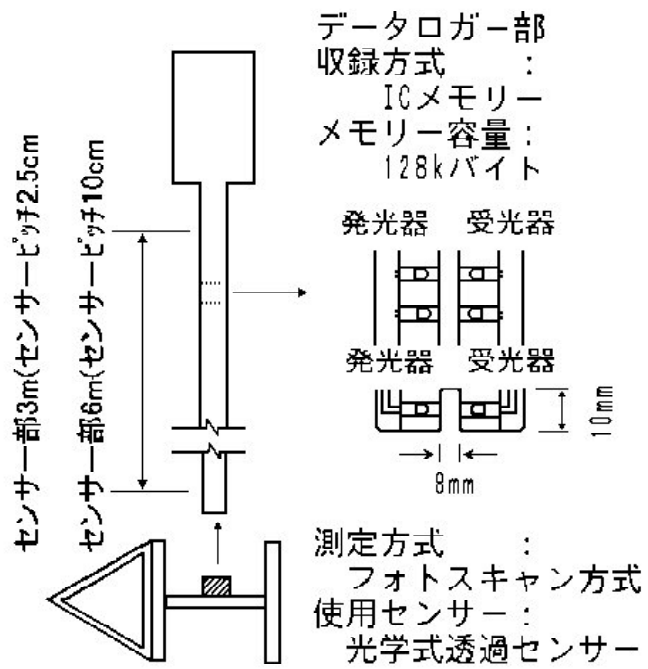 データロガー部
収録方式 :
ICメモリー
メモリー容量 :
128kバイト
センサー部3m(センサーピッチ2.5cm
センサー部6m(センサーピッチ10cm
発光器 受光器
発光器 受光器
10mm
8mm
測定方式 :
フォトスキャン方式
使用センサー :
光学式透過センサー